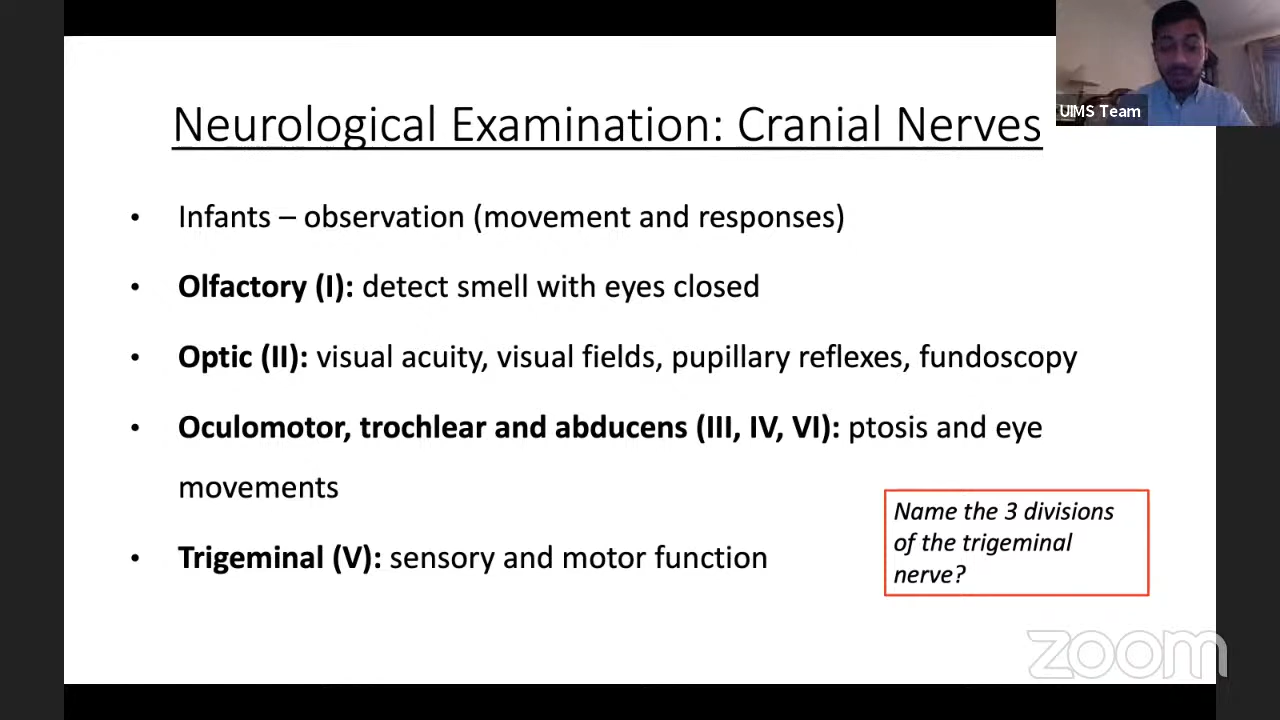 Neurological Examination: Cranial Nerves
UIMS Team
• Infants – observation (movement and responses)
• Olfactory (I): detect smell with eyes closed
• Optic (II): visual acuity, visual fields, pupillary reflexes, fundoscopy
• Oculomotor, trochlear and abducens (III, IV, VI): ptosis and eye
movements
• Trigeminal (V): sensory and motor function
Name the 3 divisions
of the trigeminal
nerve?
zoom